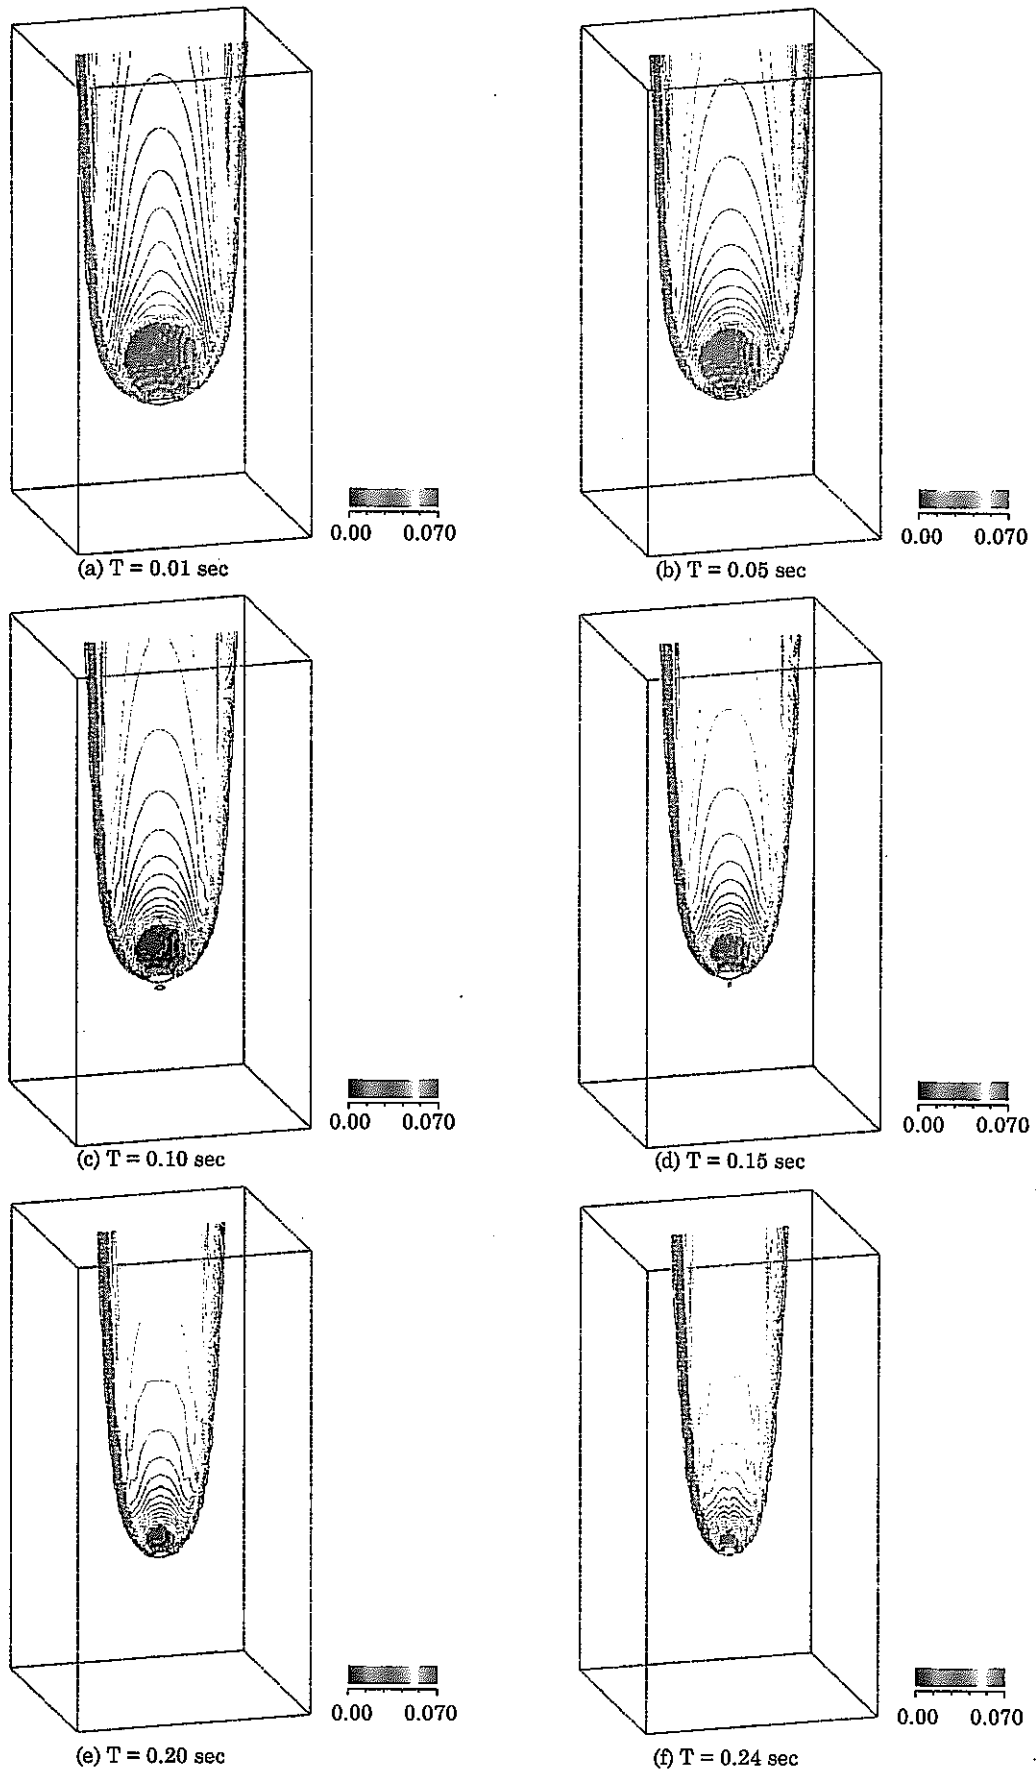 0.00 0.070
(a) T = 0.01 sec
0.00 0.070
(b) T = 0.05 sec
0.00 0.070
(c) T = 0.10 sec
0.00 0.070
(d) T = 0.15 sec
0.00 0.070
(e) T = 0.20 sec
0.00 0.070
(f) T = 0.24 sec